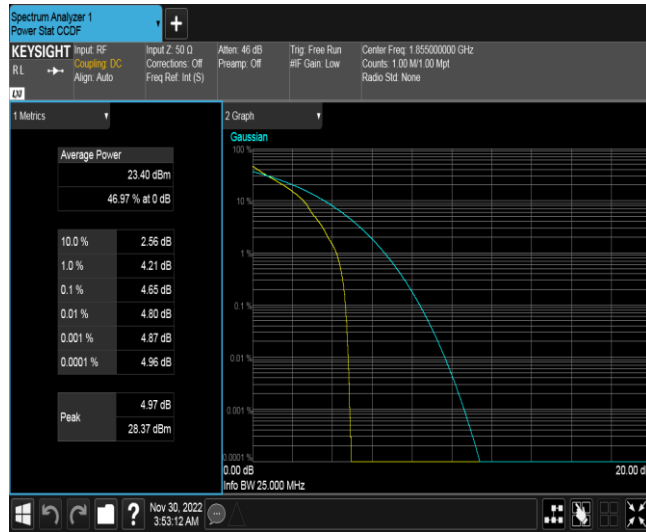 Spectrum Analyzer 1
Power Stat CCDF
+
KEYSIGHT
Input: RF
Coupling: DC
Align: Auto
Input Z: 50 Ω
Corrections: Off
Freq Ref: Int (S)
Atten: 46 dB
Preamp: Off
Trig: Free Run
#IF Gain: Low
Center Freq: 1.855000000 GHz
Counts: 1.00 M/1.00 Mpt
Radio Std: None
R L
LXI
1 Metrics
Average Power
23.40 dBm
46.97 % at 0 dB
10.0 % 2.56 dB
1.0 % 4.21 dB
0.1 % 4.65 dB
0.01 % 4.80 dB
0.001 % 4.87 dB
0.0001 % 4.96 dB
Peak
4.97 dB
28.37 dBm
2 Graph
Gaussian
100 %
10 %
1 %
0.1 %
0.01 %
0.001 %
0.0001 %
0.00 dB
20.00 d
Info BW 25.000 MHz
?
Nov 30, 2022
3:53:12 AM